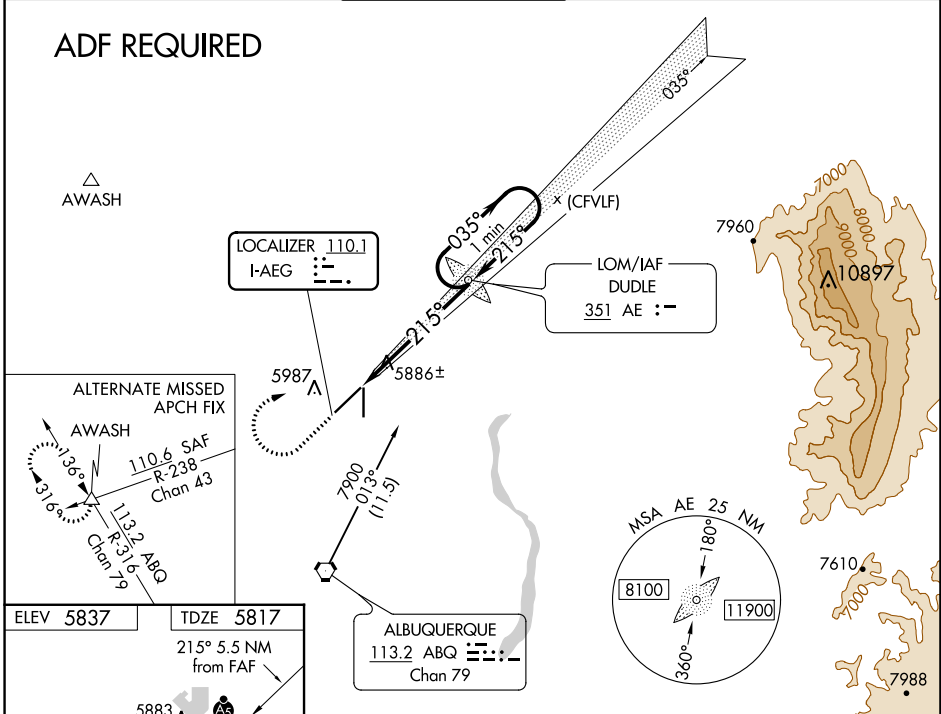 ADF REQUIRED
AWASH
035°
x (CFVLF)
7960
7000
8000
9000
10897
035°
1 min
215°
LOCALIZER 110.1
I-AEG
LOM/IAF
DUDLE
351 AE
215°
5987
5886±
ALTERNATE MISSED
APCH FIX
AWASH
136°
316°
110.6 SAF
R-238
Chan 43
113.2 ABQ
R-316
Chan 79
7900
013°
(11.5)
MSA AE 25 NM
180°
8100
11900
360°
7610
7000
7988
ALBUQUERQUE
113.2 ABQ
Chan 79
ELEV 5837
TDZE 5817
215° 5.5 NM
from FAF
5883
A5